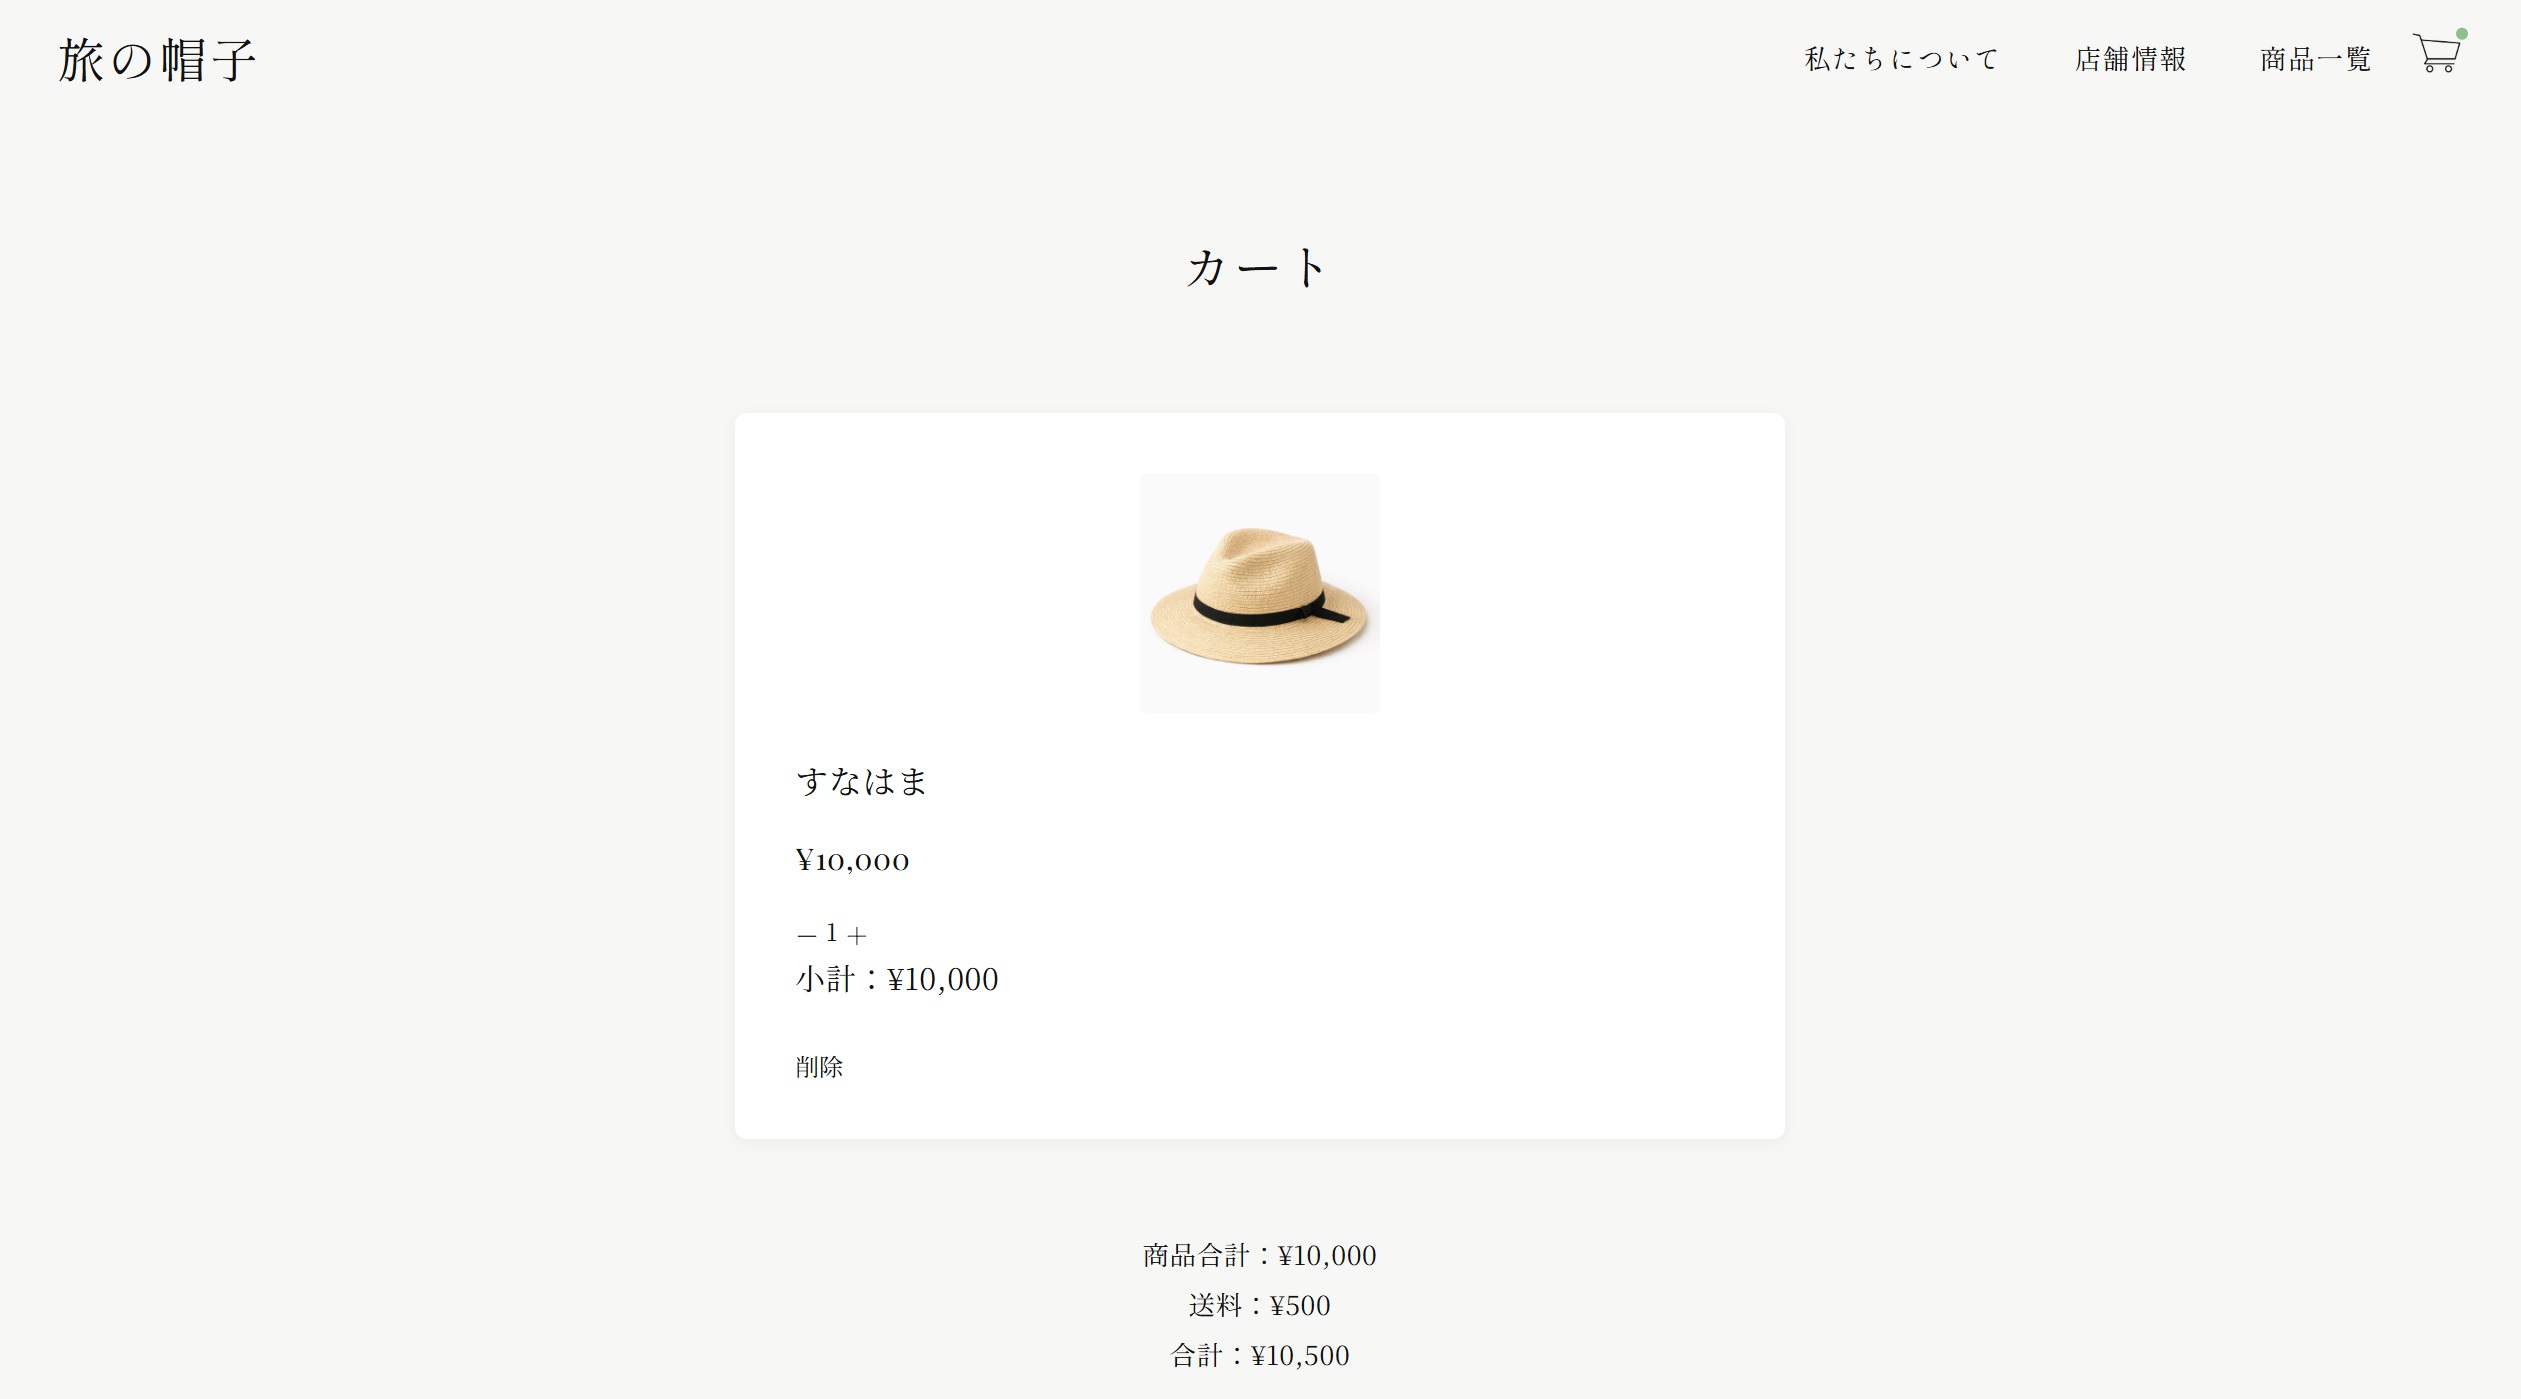 旅の帽子
私たちについて 店舗情報 商品一覧
カート
すなはま
¥10,000
− 1 +
小計：¥10,000
削除
商品合計：¥10,000
送料：¥500
合計：¥10,500